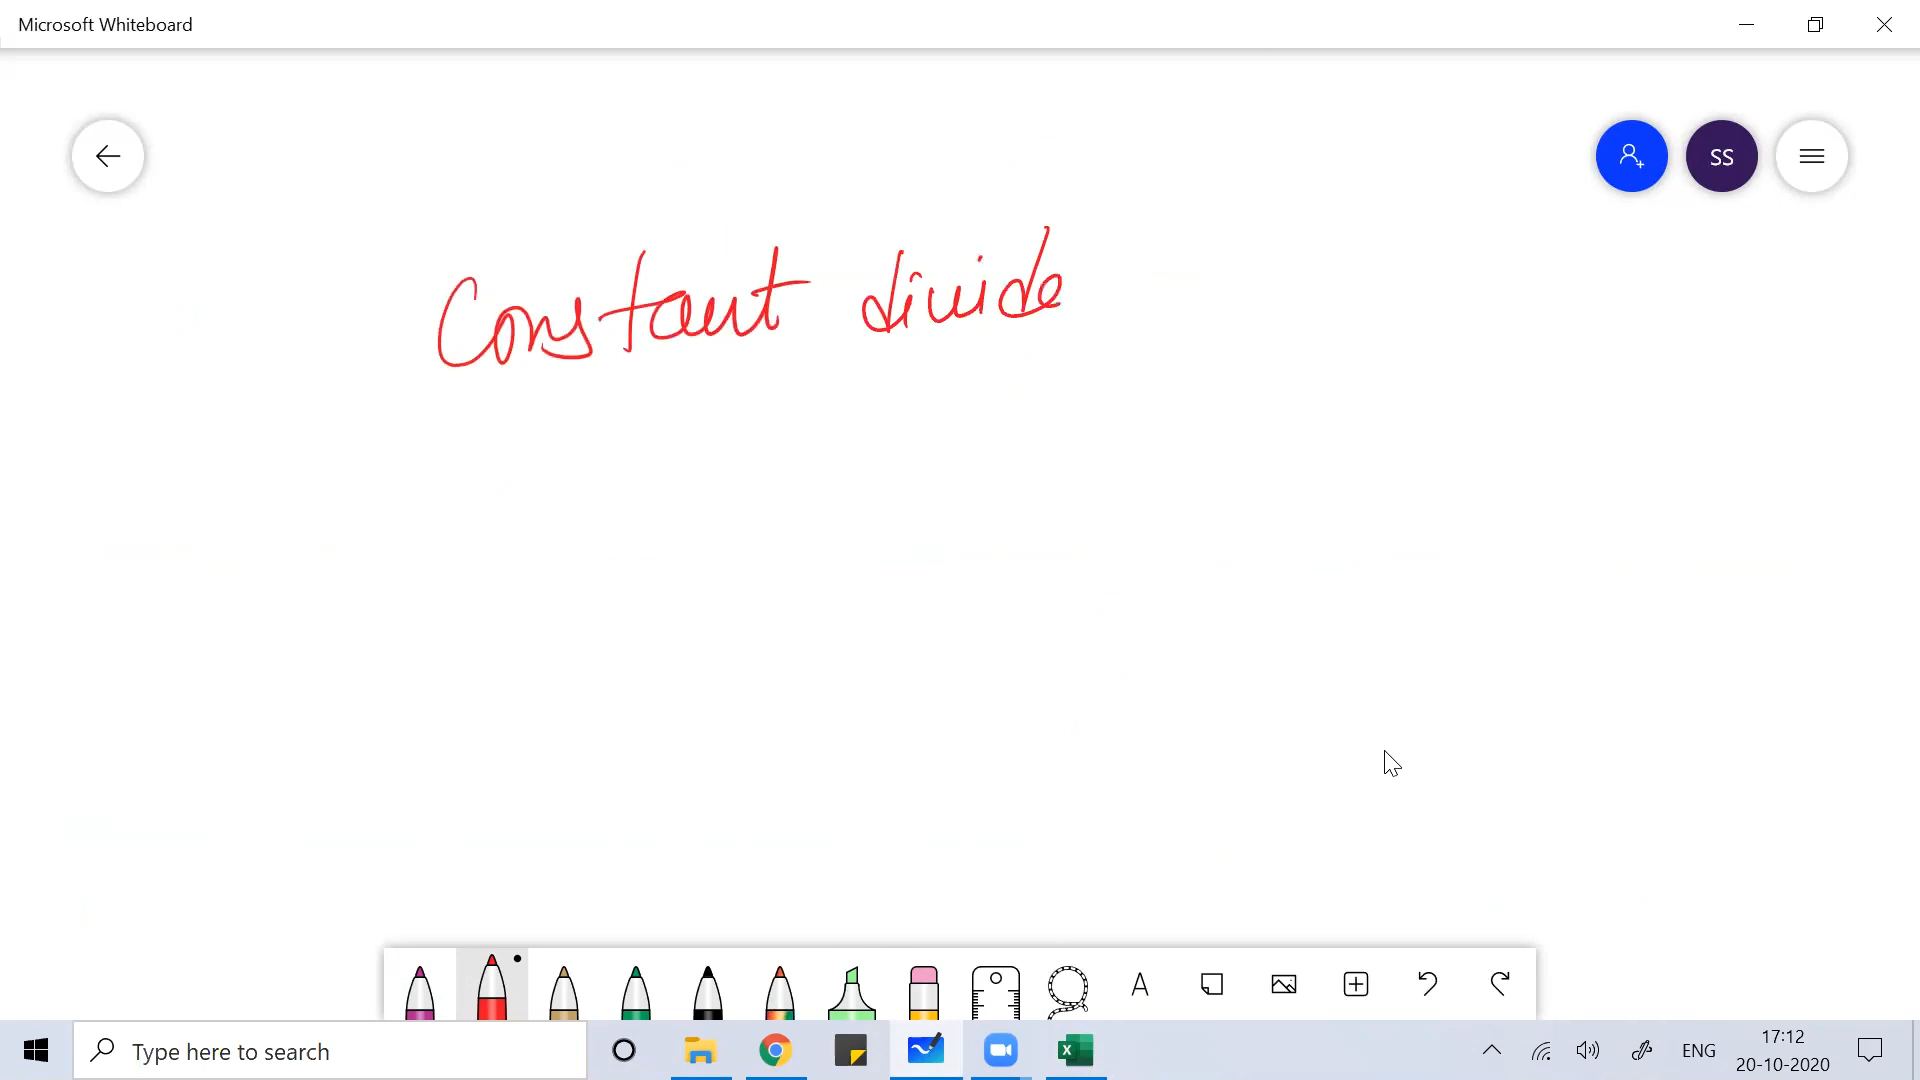 Microsoft Whiteboard
SS
Constant divide
A
Type here to search
ENG
17:12
20-10-2020